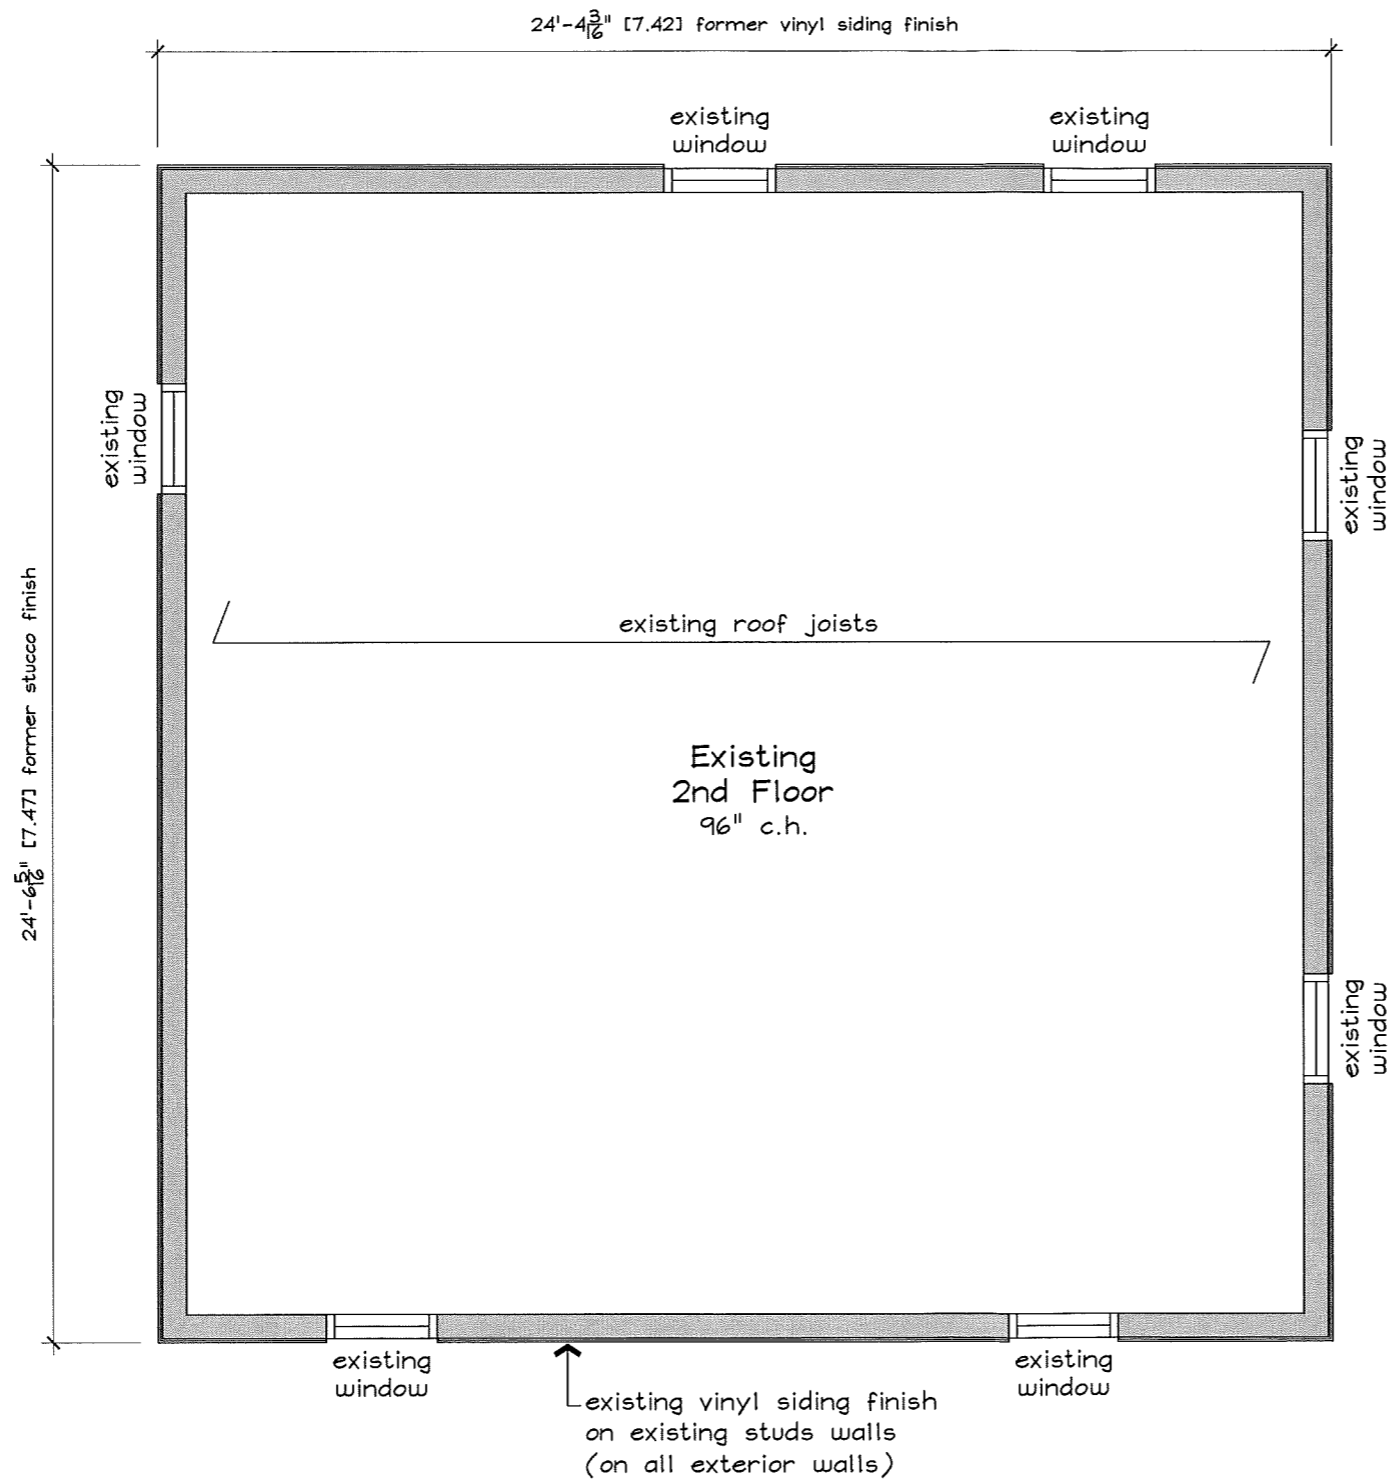 24'-4 3/16" [7.42] former vinyl siding finish
existing
window
existing
window
existing
window
existing
window
24'-6 5/16" [7.47] former stucco finish
existing roof joists
Existing
2nd Floor
96" c.h.
existing
window
existing
window
existing
window
existing vinyl siding finish
on existing studs walls
(on all exterior walls)